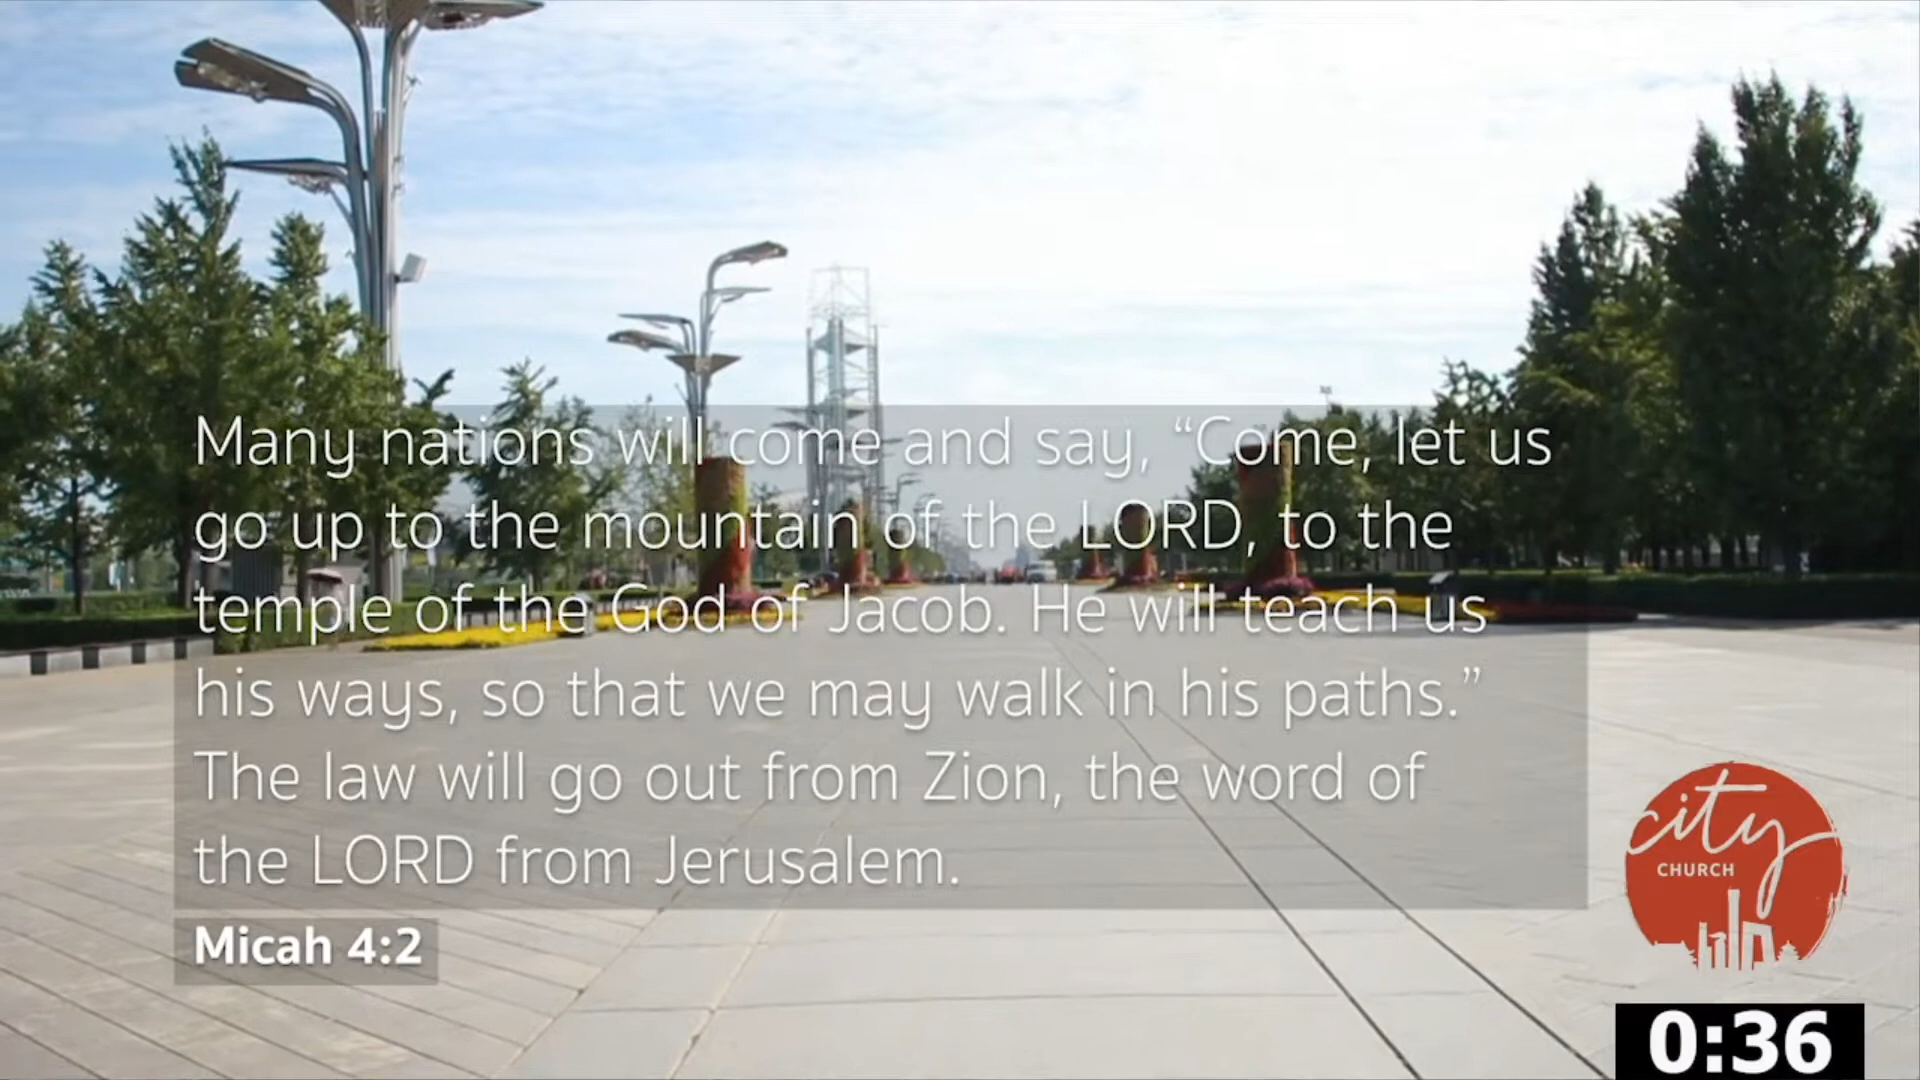 Many nations will come and say, “Come, let us
go up to the mountain of the LORD, to the
temple of the God of Jacob. He will teach us
his ways, so that we may walk in his paths.”
The law will go out from Zion, the word of
the LORD from Jerusalem.
Micah 4:2
city
CHURCH
0:36